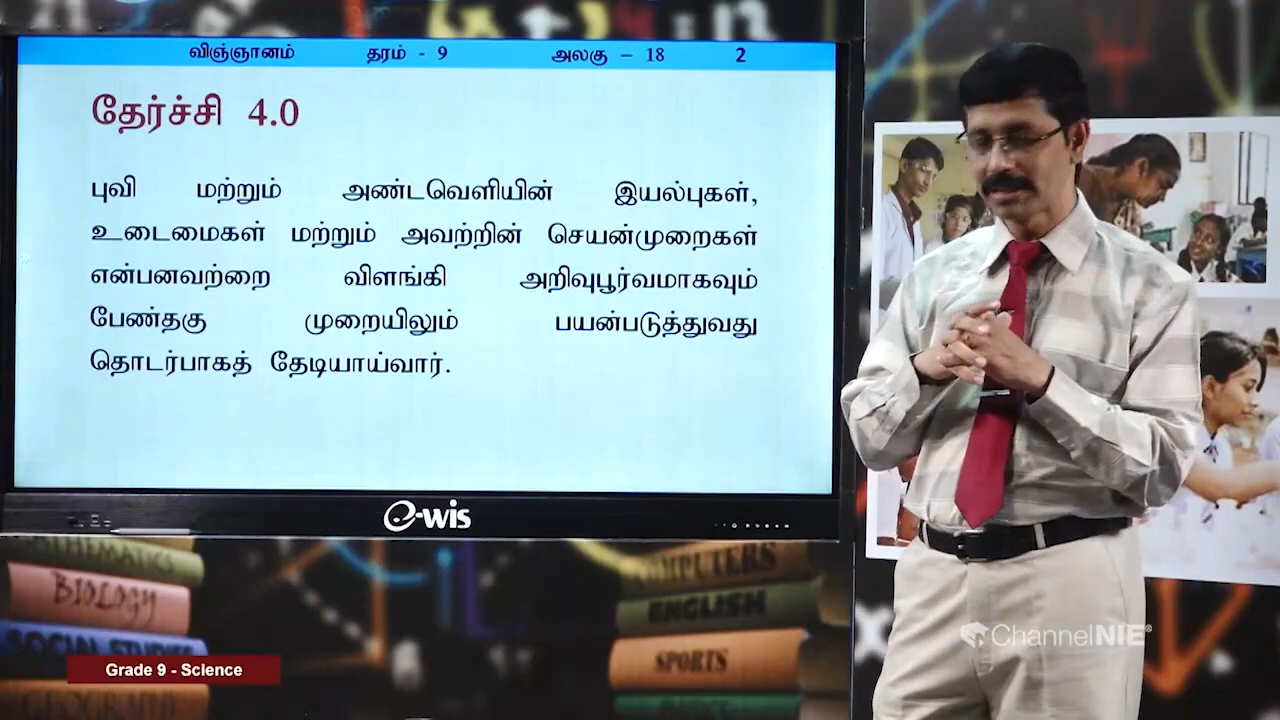 விஞ்ஞானம் தரம் - 9 அலகு – 18 2
தேர்ச்சி 4.0
புவி மற்றும் அண்டவெளியின் இயல்புகள்,
உடைமைகள் மற்றும் அவற்றின் செயன்முறைகள்
என்பனவற்றை விளங்கி அறிவுபூர்வமாகவும்
பேண்தகு முறையிலும் பயன்படுத்துவது
தொடர்பாகத் தேடியாய்வார்.
e-wis
MATHEMATICS
BIOLOGY
SOCIAL STUDIES
GEOGRAPHY
COMPUTERS
ENGLISH
SPORTS
Grade 9 - Science
ChannelNIE®